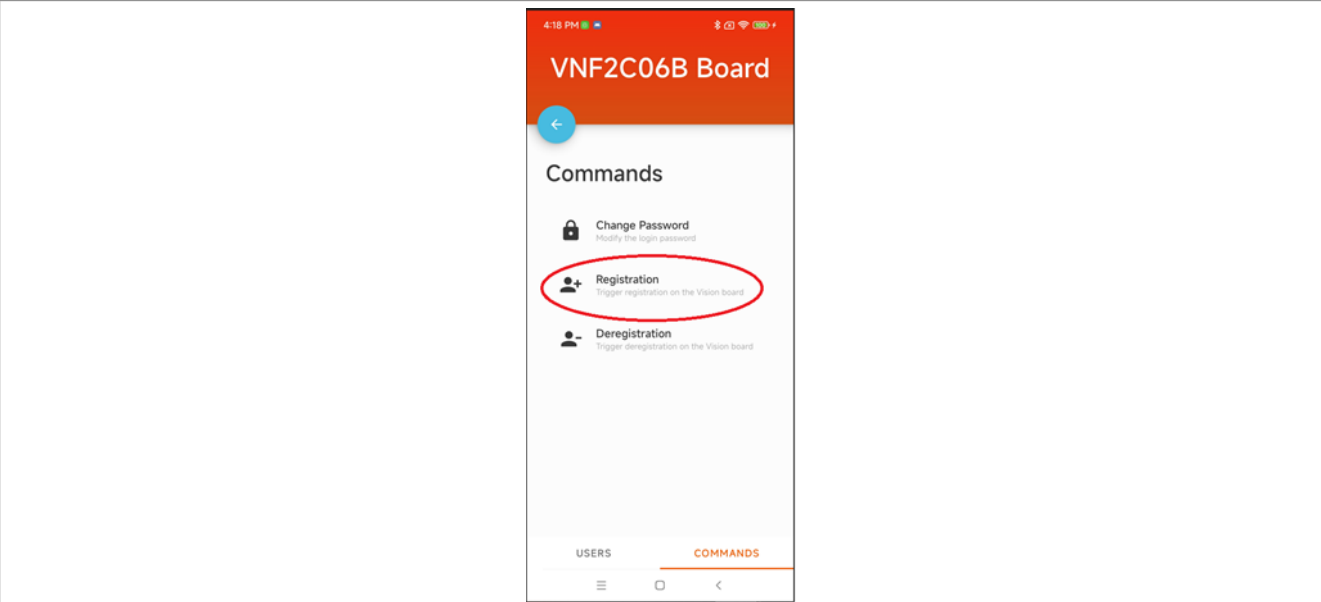 4:18 PM
100
VNF2C06B Board
Commands
Change Password
Modify the login password
Registration
Trigger registration on the Vision board
Deregistration
Trigger deregistration on the Vision board
USERS COMMANDS